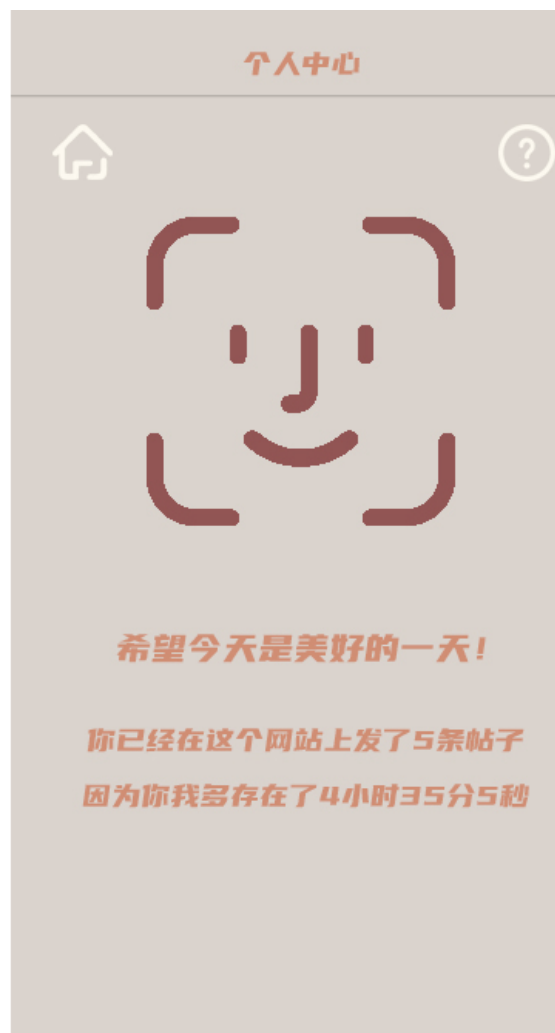 个人中心
?
希望今天是美好的一天!
你已经在这个网站上发了5条帖子
因为你我多存在了4小时35分5秒